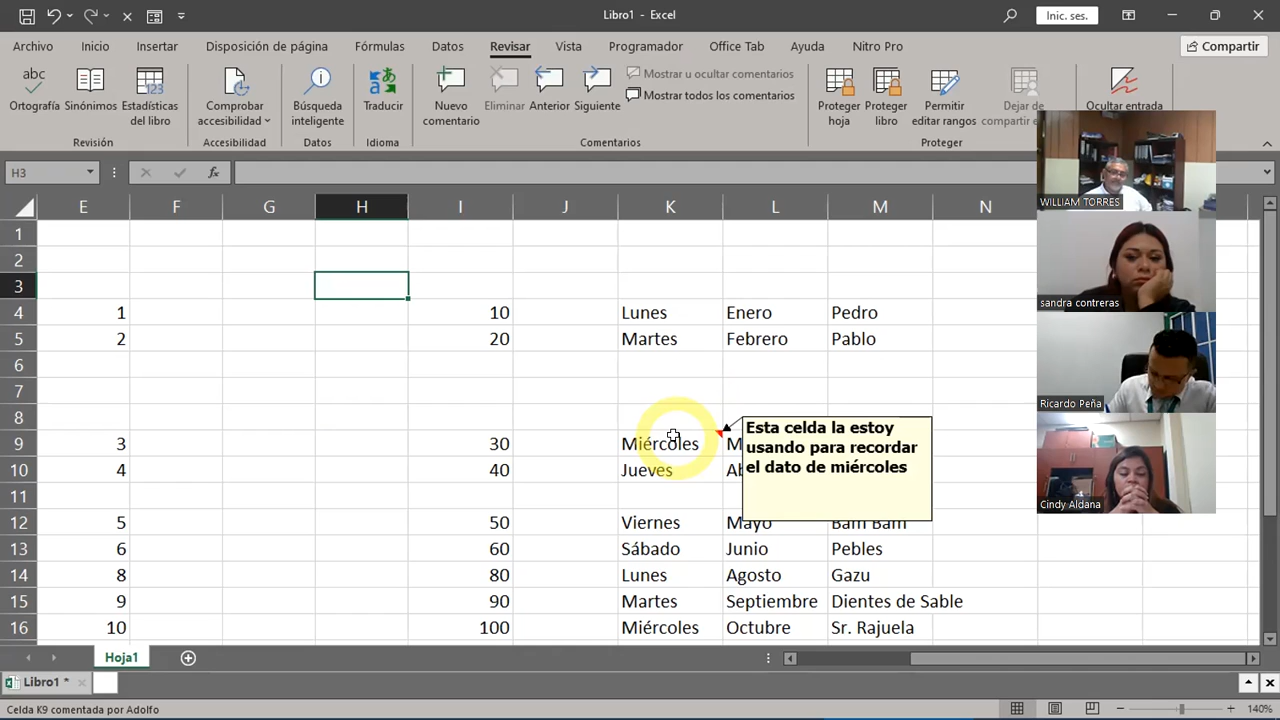 Libro1 - Excel
Inic. ses.
Archivo Inicio Insertar Disposición de página Fórmulas Datos Revisar Vista Programador Office Tab Ayuda Nitro Pro
Compartir
abc
Ortografía
Sinónimos
123
Estadísticas
del libro
Revisión
Comprobar
accesibilidad
Accesibilidad
Búsqueda
inteligente
Datos
Traducir
Idioma
Nuevo
comentario
Eliminar
Anterior
Siguiente
Mostrar u ocultar comentarios
Mostrar todos los comentarios
Comentarios
Proteger
hoja
Proteger
libro
Permitir
editar rangos
Dejar de
Proteger
Ocultar entrada
H3
fx
E F G H I J K L M N
1
2
3
4 1 10 Lunes Enero Pedro
5 2 20 Martes Febrero Pablo
6
7
8
9 3 30 Miércoles
10 4 40 Jueves
11
12 5 50 Viernes Mayo Bam Bam
13 6 60 Sábado Junio Pebles
14 8 80 Lunes Agosto Gazu
15 9 90 Martes Septiembre Dientes de Sable
16 10 100 Miércoles Octubre Sr. Rajuela
Esta celda la estoy
usando para recordar
el dato de miércoles
WILLIAM TORRES
sandra contreras
Ricardo Peña
Cindy Aldana
Hoja1
Libro1 *
Celda K9 comentada por Adolfo
140%